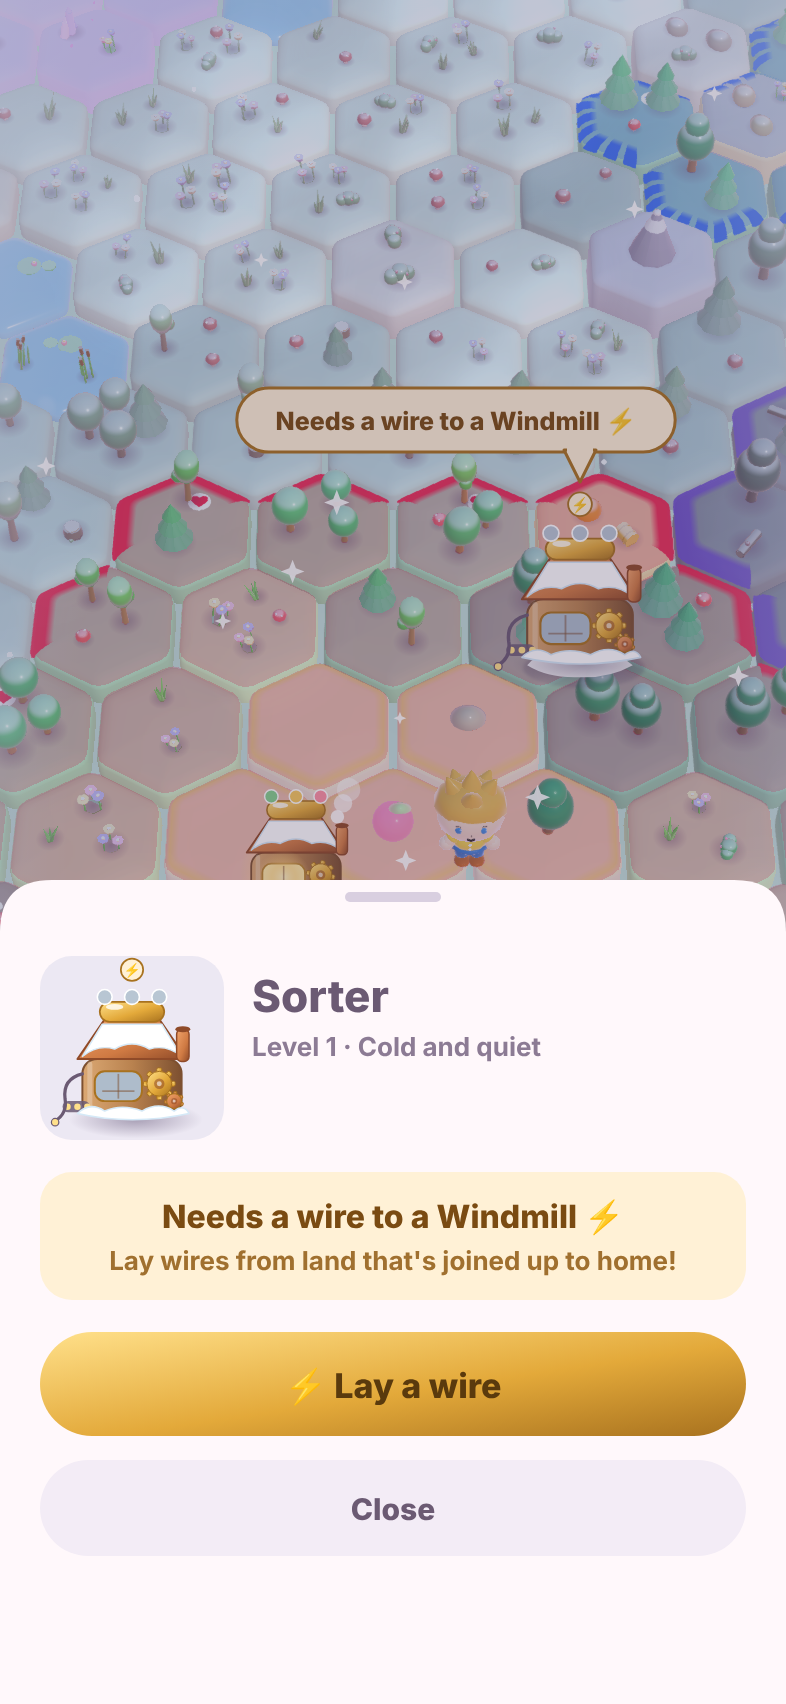 Needs a wire to a Windmill ⚡
Sorter
Level 1 · Cold and quiet
Needs a wire to a Windmill ⚡
Lay wires from land that's joined up to home!
⚡ Lay a wire
Close